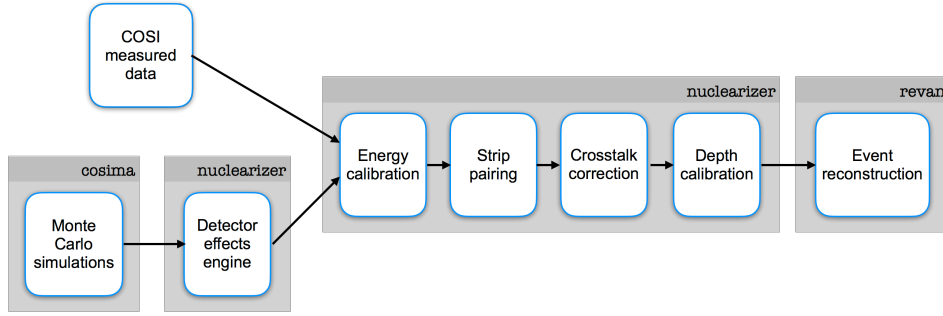 COSI
measured
data
nuclearizer
revan
Energy
calibration
Strip
pairing
Crosstalk
correction
Depth
calibration
Event
reconstruction
cosima
nuclearizer
Monte
Carlo
simulations
Detector
effects
engine